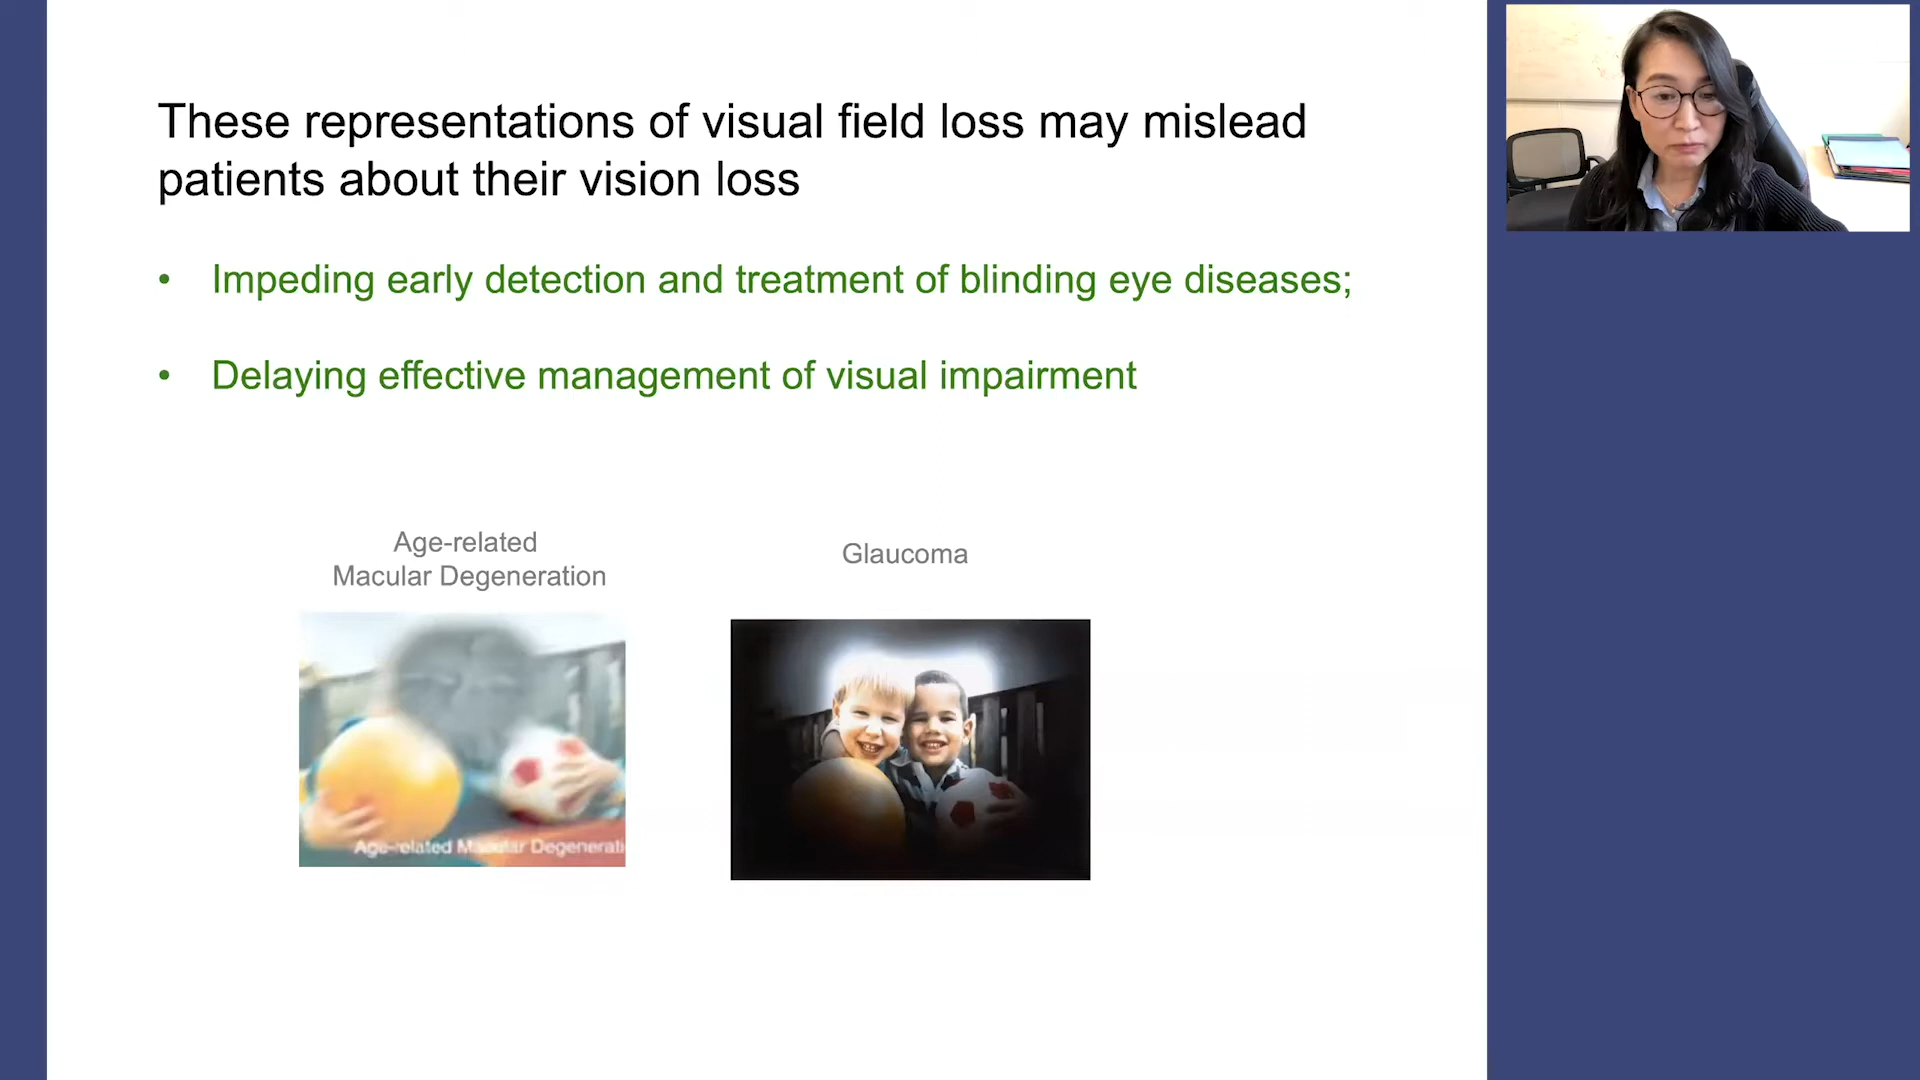 These representations of visual field loss may mislead
patients about their vision loss
• Impeding early detection and treatment of blinding eye diseases;
• Delaying effective management of visual impairment
Age-related
Macular Degeneration
Glaucoma
Age-related Macular Degenerati